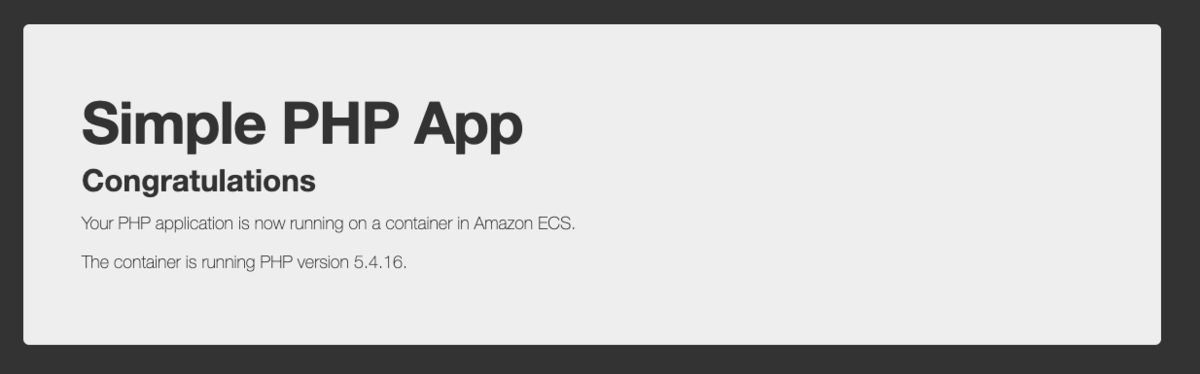 Simple PHP App
Congratulations
Your PHP application is now running on a container in Amazon ECS.
The container is running PHP version 5.4.16.